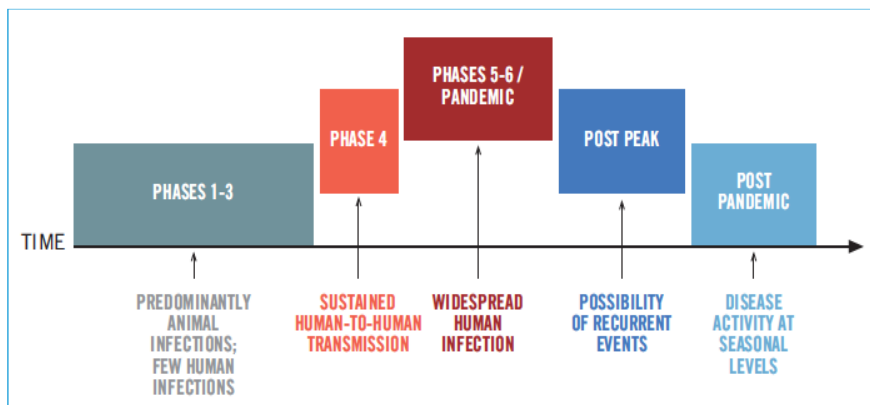 PHASES 5-6 /
PANDEMIC
PHASE 4
POST PEAK
PHASES 1-3
POST
PANDEMIC
TIME
PREDOMINANTLY
ANIMAL
INFECTIONS;
FEW HUMAN
INFECTIONS
SUSTAINED
HUMAN-TO-HUMAN
TRANSMISSION
WIDESPREAD
HUMAN
INFECTION
POSSIBILITY
OF RECURRENT
EVENTS
DISEASE
ACTIVITY AT
SEASONAL
LEVELS